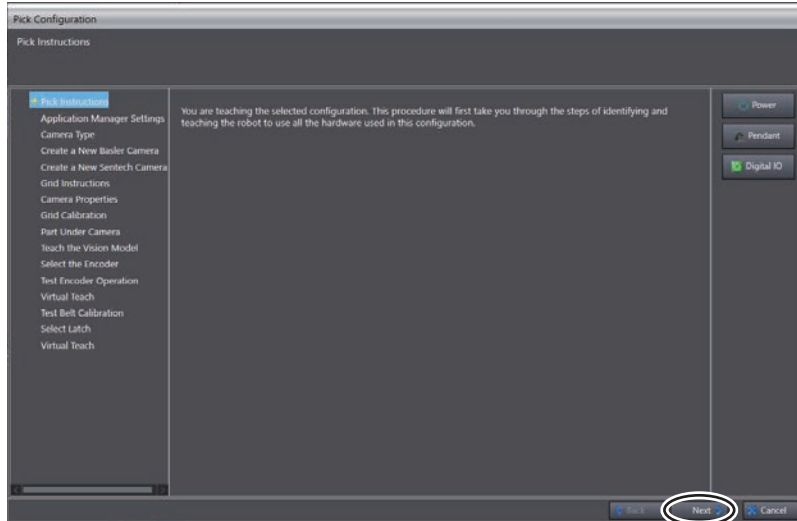 Pick Configuration
Pick Instructions
Pick Instructions
Application Manager Settings
Camera Type
Create a New Basler Camera
Create a New Sentech Camera
Grid Instructions
Camera Properties
Grid Calibration
Part Under Camera
Teach the Vision Model
Select the Encoder
Test Encoder Operation
Virtual Teach
Test Belt Calibration
Select Latch
Virtual Teach
You are teaching the selected configuration. This procedure will first take you through the steps of identifying and
teaching the robot to use all the hardware used in this configuration.
Power
Pendant
Digital IO
Back
Next
Cancel